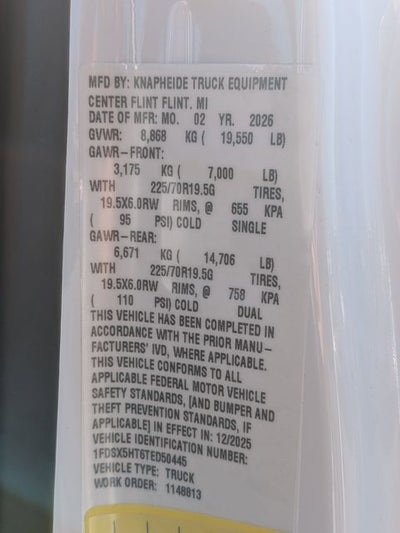 MFD BY: KNAPHEIDE TRUCK EQUIPMENT
CENTER FLINT FLINT, MI
DATE OF MFR: MO. 02 YR. 2026
GVWR: 8,868 KG ( 19,550 LB)
GAWR-FRONT:
3,175 KG ( 7,000 LB)
WITH 225/70R19.5G TIRES,
19.5X6.0RW RIMS, @ 655 KPA
( 95 PSI) COLD SINGLE
GAWR-REAR:
6,671 KG ( 14,706 LB)
WITH 225/70R19.5G TIRES,
19.5X6.0RW RIMS, @ 758 KPA
( 110 PSI) COLD DUAL
THIS VEHICLE HAS BEEN COMPLETED IN
ACCORDANCE WITH THE PRIOR MANU-
FACTURERS' IVD, WHERE APPLICABLE.
THIS VEHICLE CONFORMS TO ALL
APPLICABLE FEDERAL MOTOR VEHICLE
SAFETY STANDARDS, [AND BUMPER AND
THEFT PREVENTION STANDARDS, IF
APPLICABLE] IN EFFECT IN: 12/2025
VEHICLE IDENTIFICATION NUMBER:
1FDSX5HT6TED50445
VEHICLE TYPE: TRUCK
WORK ORDER: 1148813